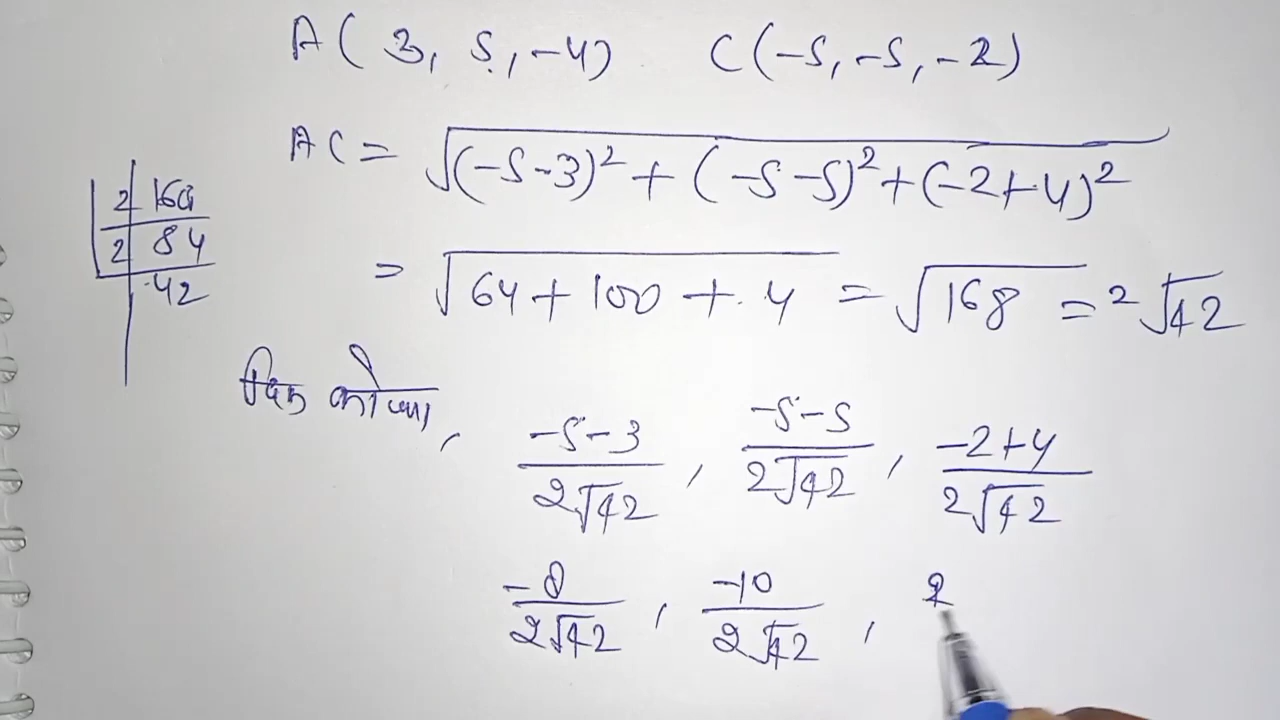 A(3, 5, -4) C(-5, -5, -2)
AC = √((-5-3)² + (-5-5)² + (-2+4)²)
2 | 168
2 | 84
42
= √(64+100+4) = √168 = 2√42
दिक कोज्या, (-5-3)/(2√42), (-5-5)/(2√42), (-2+4)/(2√42)
-8/(2√42), -10/(2√42), 2